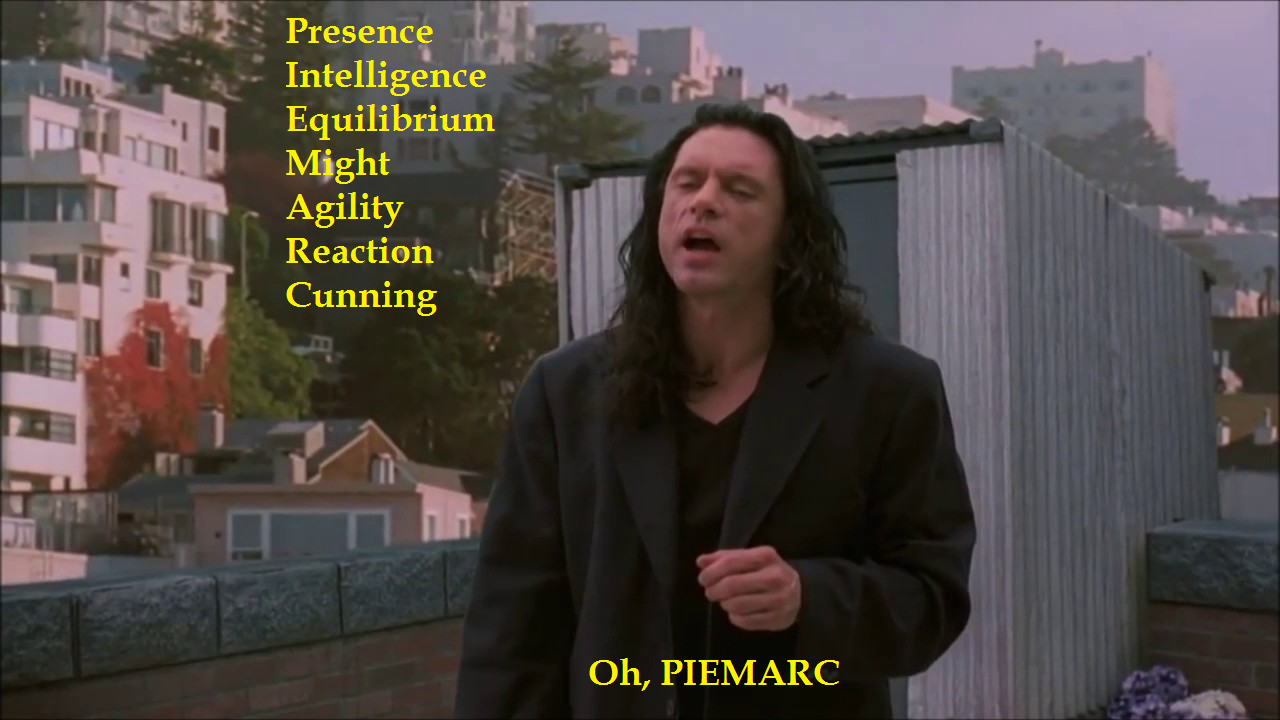 Presence
Intelligence
Equilibrium
Might
Agility
Reaction
Cunning
Oh, PIEMARC